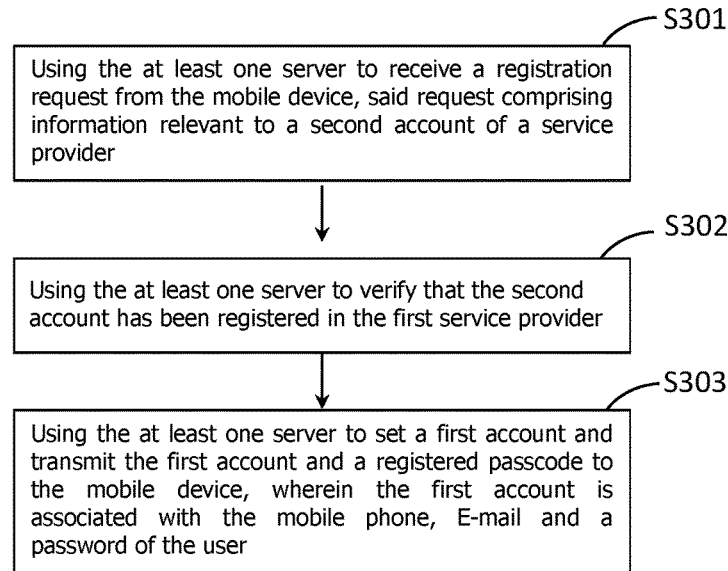 S301
Using the at least one server to receive a registration
request from the mobile device, said request comprising
information relevant to a second account of a service
provider
S302
Using the at least one server to verify that the second
account has been registered in the first service provider
S303
Using the at least one server to set a first account and
transmit the first account and a registered passcode to
the mobile device, wherein the first account is
associated with the mobile phone, E-mail and a
password of the user